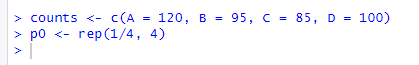 > counts <- c(A = 120, B = 95, C = 85, D = 100)
> p0 <- rep(1/4, 4)
>